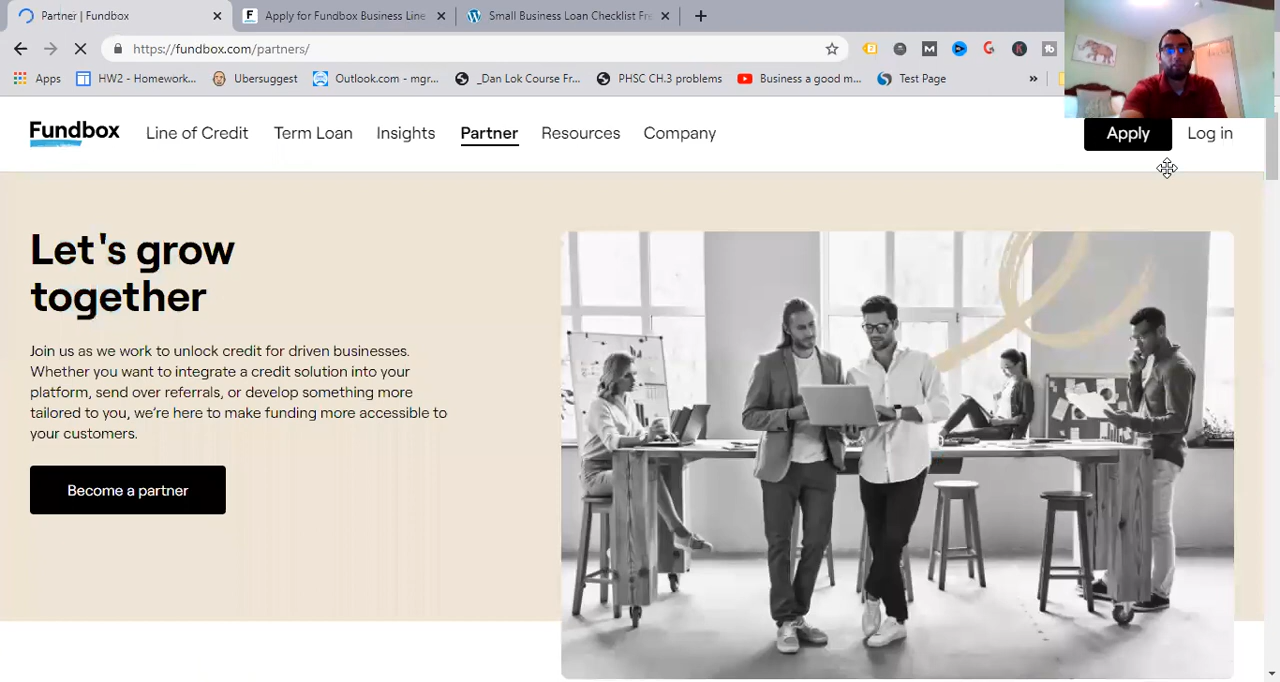 Partner | Fundbox
Apply for Fundbox Business Line
Small Business Loan Checklist Fre
https://fundbox.com/partners/
Apps
HW2 - Homework...
Ubersuggest
Outlook.com - mgr...
_Dan Lok Course Fr...
PHSC CH.3 problems
Business a good m...
Test Page
»
Fundbox
Line of Credit
Term Loan
Insights
Partner
Resources
Company
Apply
Log in
Let's grow
together
Join us as we work to unlock credit for driven businesses.
Whether you want to integrate a credit solution into your
platform, send over referrals, or develop something more
tailored to you, we're here to make funding more accessible to
your customers.
Become a partner